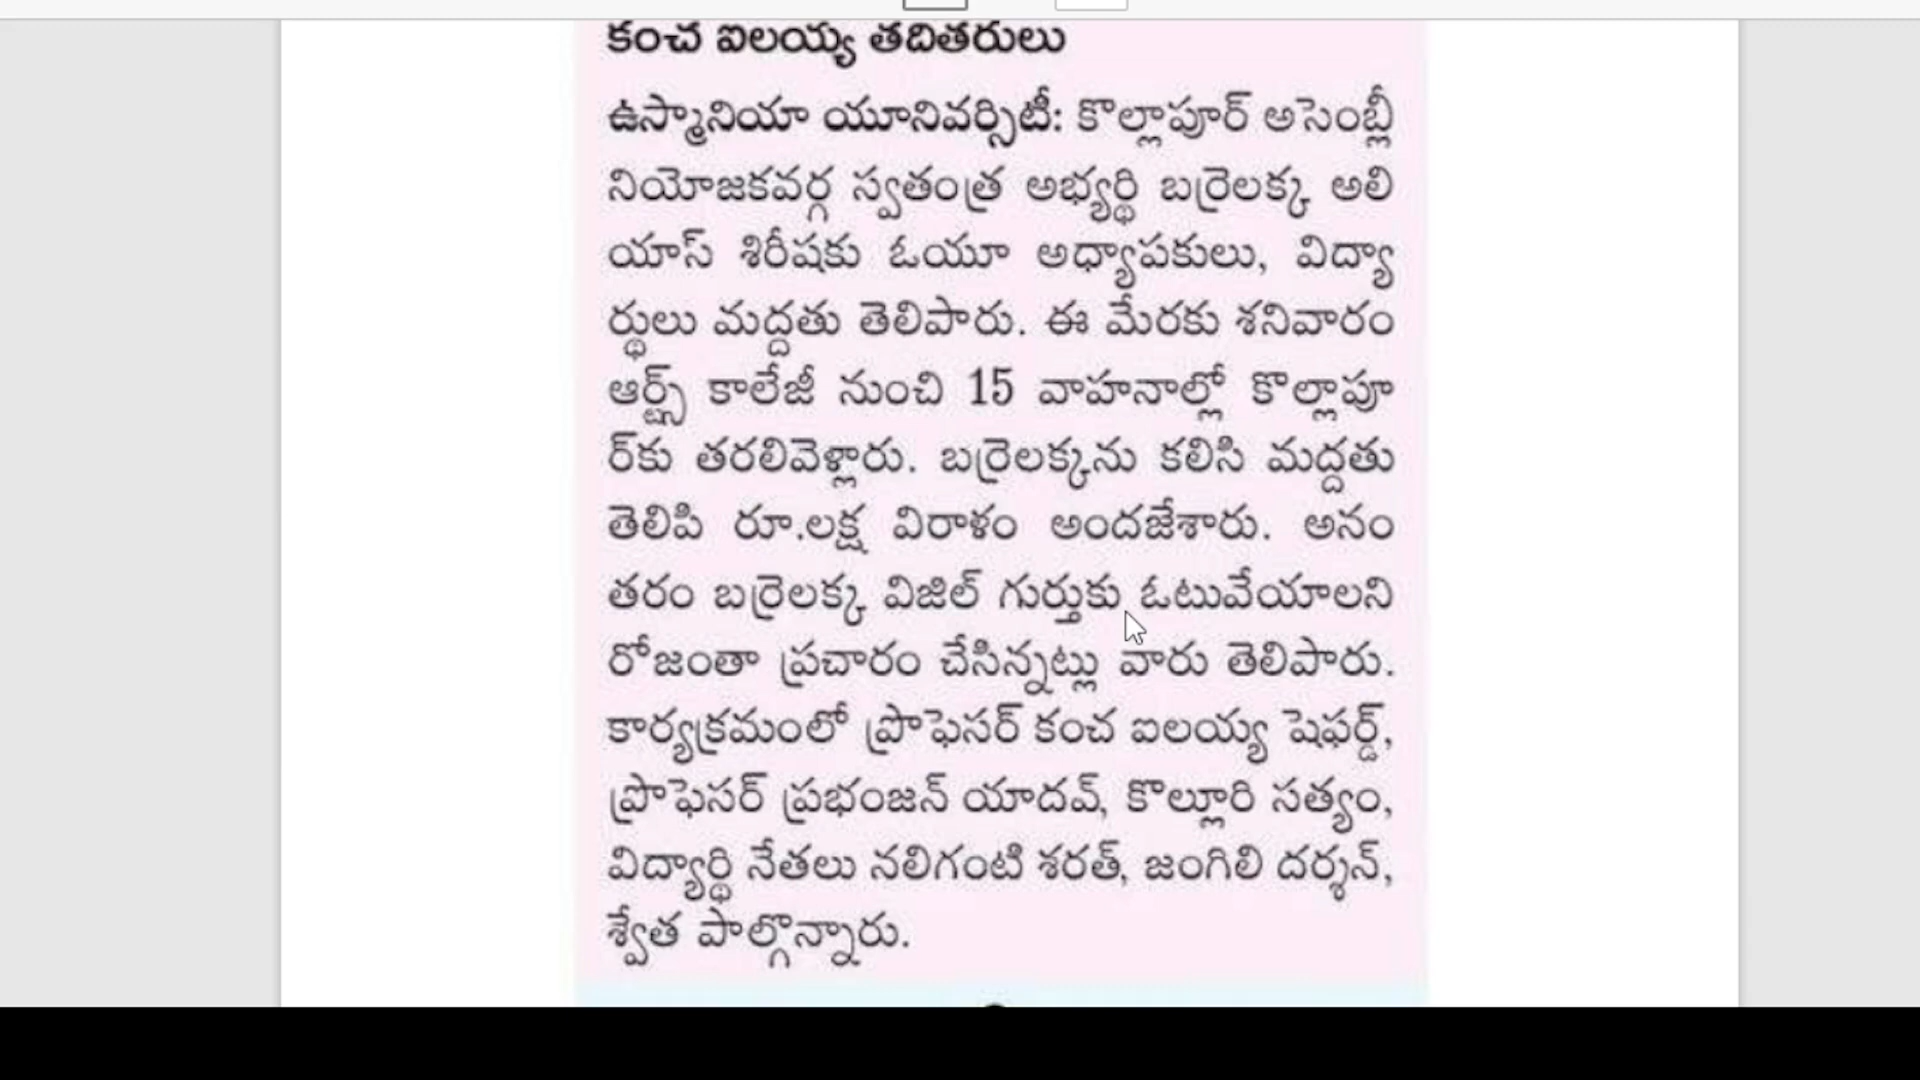 కంచ ఐలయ్య తదితరులు
ఉస్మానియా యూనివర్సిటీ: కొల్లాపూర్ అసెంబ్లీ
నియోజకవర్గ స్వతంత్ర అభ్యర్థి బర్రెలక్క అలి
యాస్ శిరీషకు ఓయూ అధ్యాపకులు, విద్యా
ర్థులు మద్దతు తెలిపారు. ఈ మేరకు శనివారం
ఆర్ట్స్ కాలేజీ నుంచి 15 వాహనాల్లో కొల్లాపూ
ర్‌కు తరలివెళ్లారు. బర్రెలక్కను కలిసి మద్దతు
తెలిపి రూ.లక్ష విరాళం అందజేశారు. అనం
తరం బర్రెలక్క విజిల్ గుర్తుకు ఓటువేయాలని
రోజంతా ప్రచారం చేసిన్నట్లు వారు తెలిపారు.
కార్యక్రమంలో ప్రొఫెసర్ కంచ ఐలయ్య షెఫర్డ్,
ప్రొఫెసర్ ప్రభంజన్ యాదవ్, కొల్లూరి సత్యం,
విద్యార్థి నేతలు నలిగంటి శరత్, జంగిలి దర్శన్,
శ్వేత పాల్గొన్నారు.